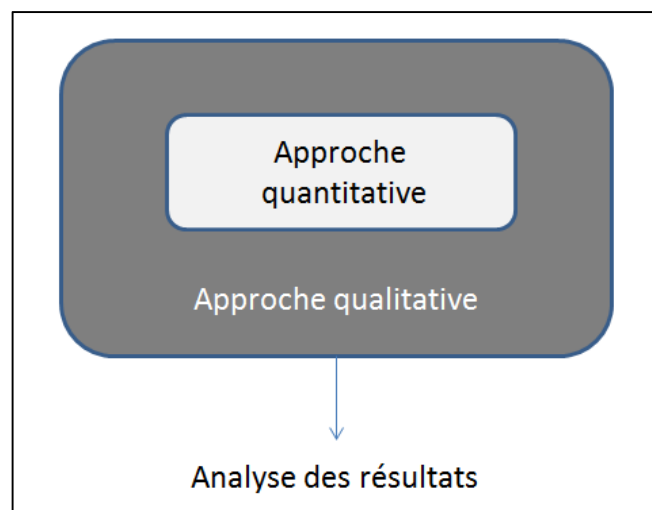 Approche
quantitative
Approche qualitative
Analyse des résultats